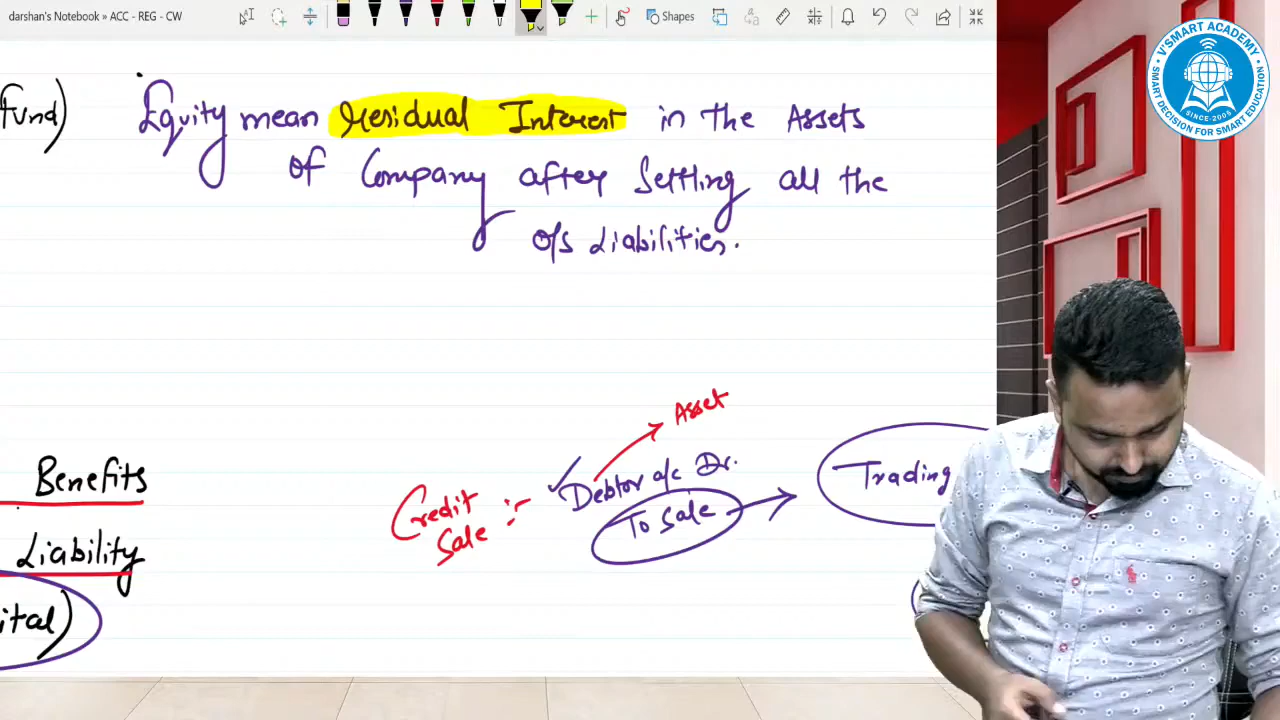 darshan's Notebook » ACC - REG - CW
Shapes
V'SMART ACADEMY
SMART DECISION FOR SMART EDUCATION
SINCE-2005
fund) Equity mean Residual Interest in the Assets
of Company after Settling all the
o/s Liabilities.
Asset
Benefits
Credit Sale :-
Debtor a/c Dr.
To Sale
Trading
Liability
ital)